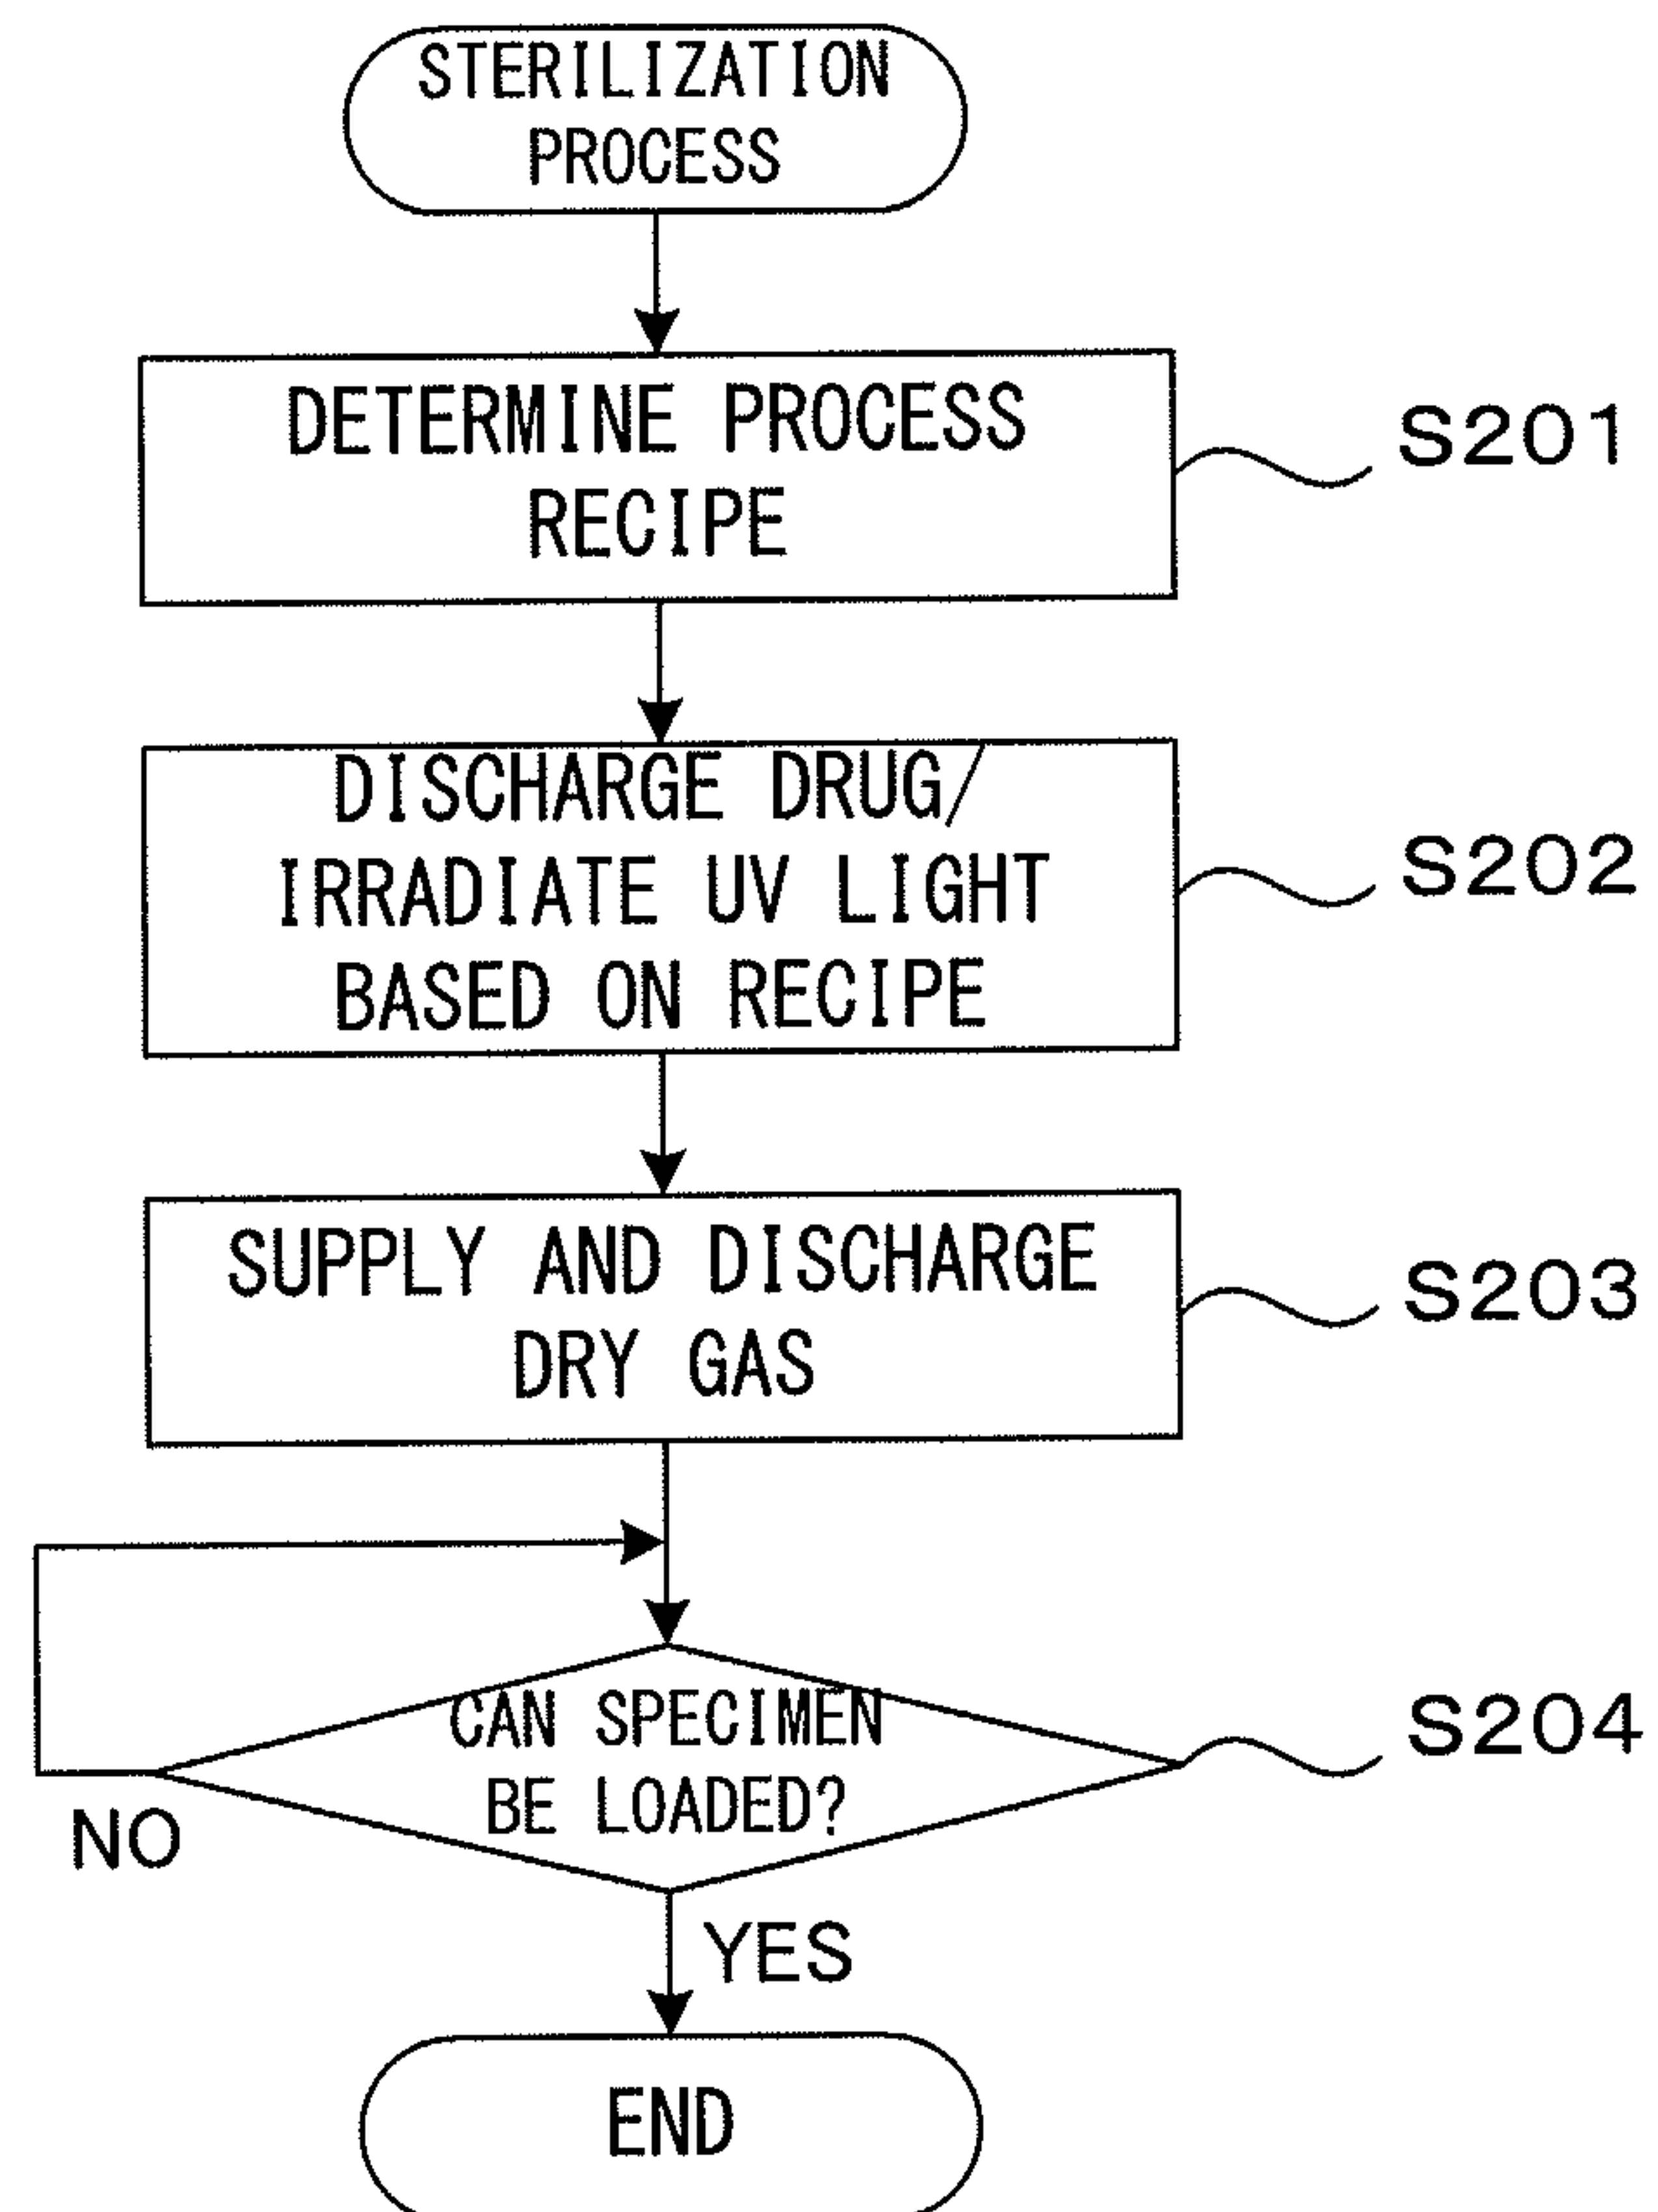 STERILIZATION
PROCESS
DETERMINE PROCESS
RECIPE
S201
DISCHARGE DRUG/
IRRADIATE UV LIGHT
BASED ON RECIPE
S202
SUPPLY AND DISCHARGE
DRY GAS
S203
CAN SPECIMEN
BE LOADED?
S204
NO
YES
END